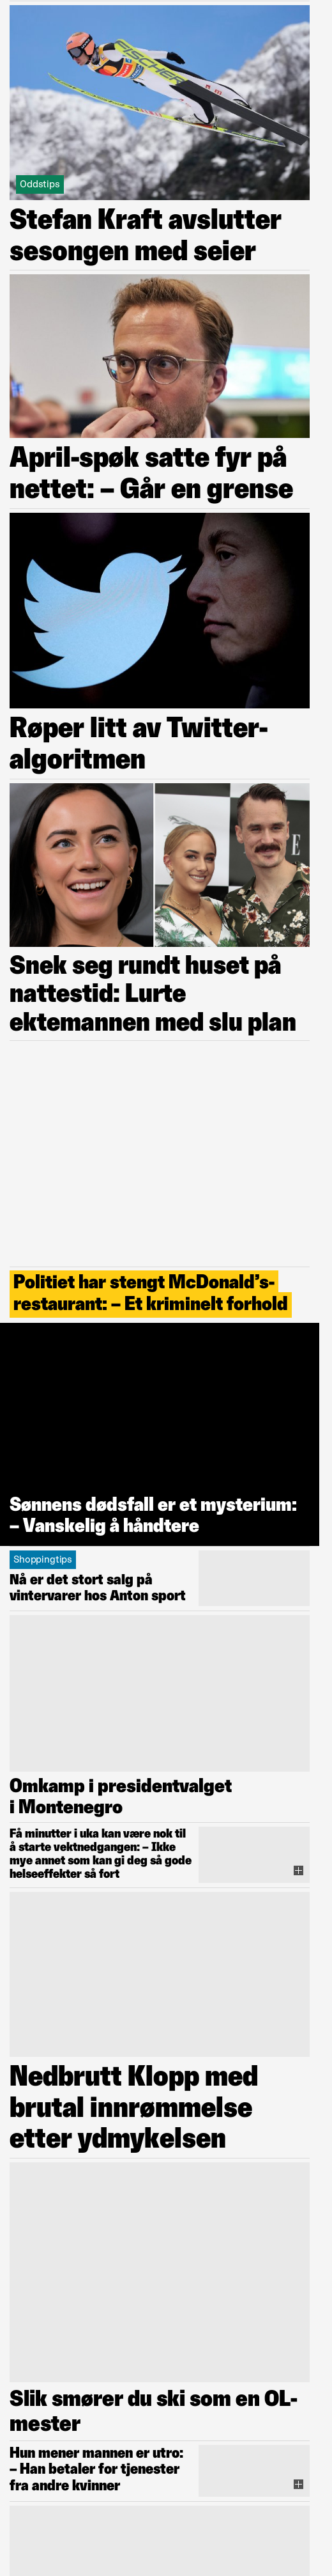 FISCHER
Oddstips
Stefan Kraft avslutter
sesongen med seier
April-spøk satte fyr på
nettet: – Går en grense
Røper litt av Twitter-
algoritmen
Snek seg rundt huset på
nattestid: Lurte
ektemannen med slu plan
Politiet har stengt McDonald’s-
restaurant: – Et kriminelt forhold
Sønnens dødsfall er et mysterium:
– Vanskelig å håndtere
Shoppingtips
Nå er det stort salg på
vintervarer hos Anton sport
Omkamp i presidentvalget
i Montenegro
Få minutter i uka kan være nok til
å starte vektnedgangen: – Ikke
mye annet som kan gi deg så gode
helseeffekter så fort
Nedbrutt Klopp med
brutal innrømmelse
etter ydmykelsen
Slik smører du ski som en OL-
mester
Hun mener mannen er utro:
– Han betaler for tjenester
fra andre kvinner